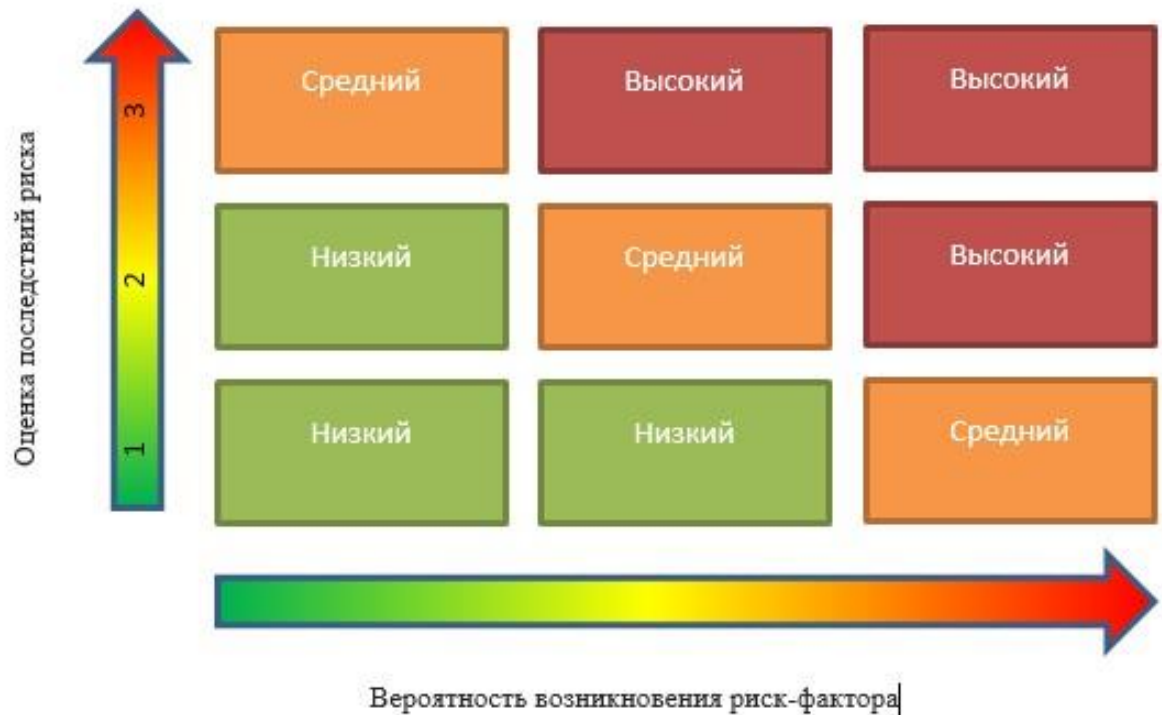 Оценка последствий риска
3
Средний
Высокий
Высокий
2
Низкий
Средний
Высокий
1
Низкий
Низкий
Средний
Вероятность возникновения риск-фактора